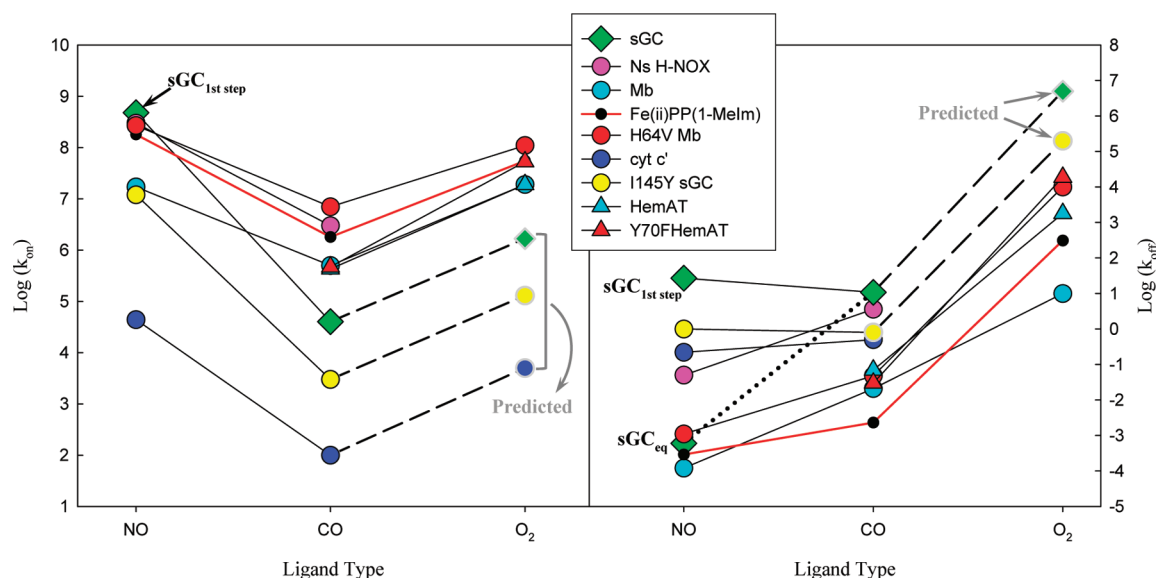 10
9
8
7
6
5
4
3
2
1
Log (kon)
NO
CO
O2
Ligand Type
sGC1st step
Predicted
sGC
Ns H-NOX
Mb
Fe(ii)PP(1-MeIm)
H64V Mb
cyt c'
I145Y sGC
HemAT
Y70FHemAT
sGC1st step
sGCeq
Predicted
NO
CO
O2
Ligand Type
8
7
6
5
4
3
2
1
0
-1
-2
-3
-4
-5
Log (koff)